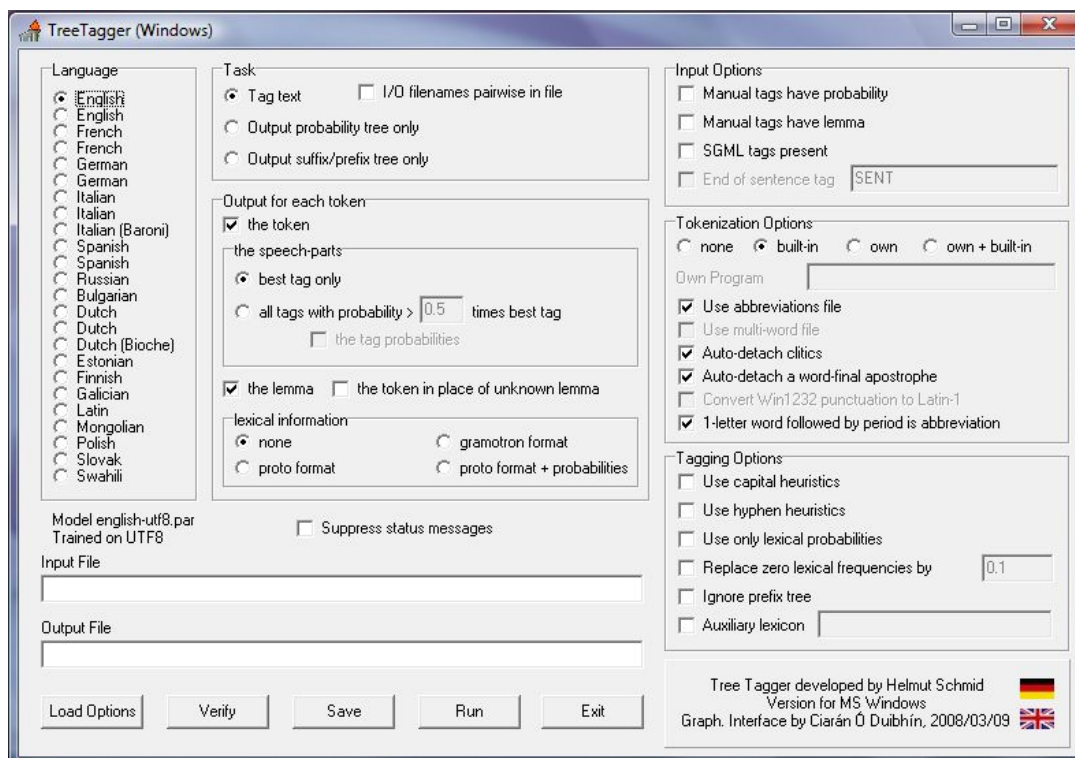 TreeTagger (Windows)
Language
English
English
French
French
German
German
Italian
Italian
Italian (Baroni)
Spanish
Spanish
Russian
Bulgarian
Dutch
Dutch
Dutch (Bioche)
Estonian
Finnish
Galician
Latin
Mongolian
Polish
Slovak
Swahili
Task
Tag text
I/O filenames pairwise in file
Output probability tree only
Output suffix/prefix tree only
Output for each token
the token
the speech-parts
best tag only
all tags with probability > 0.5 times best tag
the tag probabilities
the lemma
the token in place of unknown lemma
lexical information
none
gramotron format
proto format
proto format + probabilities
Model english-utf8.par
Trained on UTF8
Suppress status messages
Input File
Output File
Load Options
Verify
Save
Run
Exit
Input Options
Manual tags have probability
Manual tags have lemma
SGML tags present
End of sentence tag SENT
Tokenization Options
none built-in own own + built-in
Own Program
Use abbreviations file
Use multi-word file
Auto-detach clitics
Auto-detach a word-final apostrophe
Convert Win1232 punctuation to Latin-1
1-letter word followed by period is abbreviation
Tagging Options
Use capital heuristics
Use hyphen heuristics
Use only lexical probabilities
Replace zero lexical frequencies by 0.1
Ignore prefix tree
Auxiliary lexicon
Tree Tagger developed by Helmut Schmid
Version for MS Windows
Graph. Interface by Ciarán Ó Duibhín, 2008/03/09